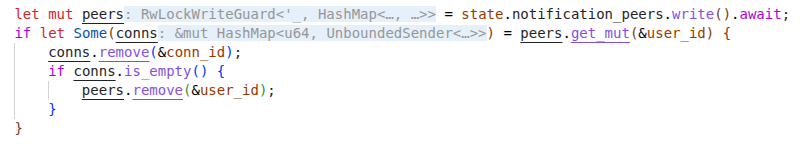 let mut peers: RwLockWriteGuard<'_, HashMap<…, …>> = state.notification_peers.write().await;
if let Some(conns: &mut HashMap<u64, UnboundedSender<…>>) = peers.get_mut(&user_id) {
    conns.remove(&conn_id);
    if conns.is_empty() {
        peers.remove(&user_id);
    }
}